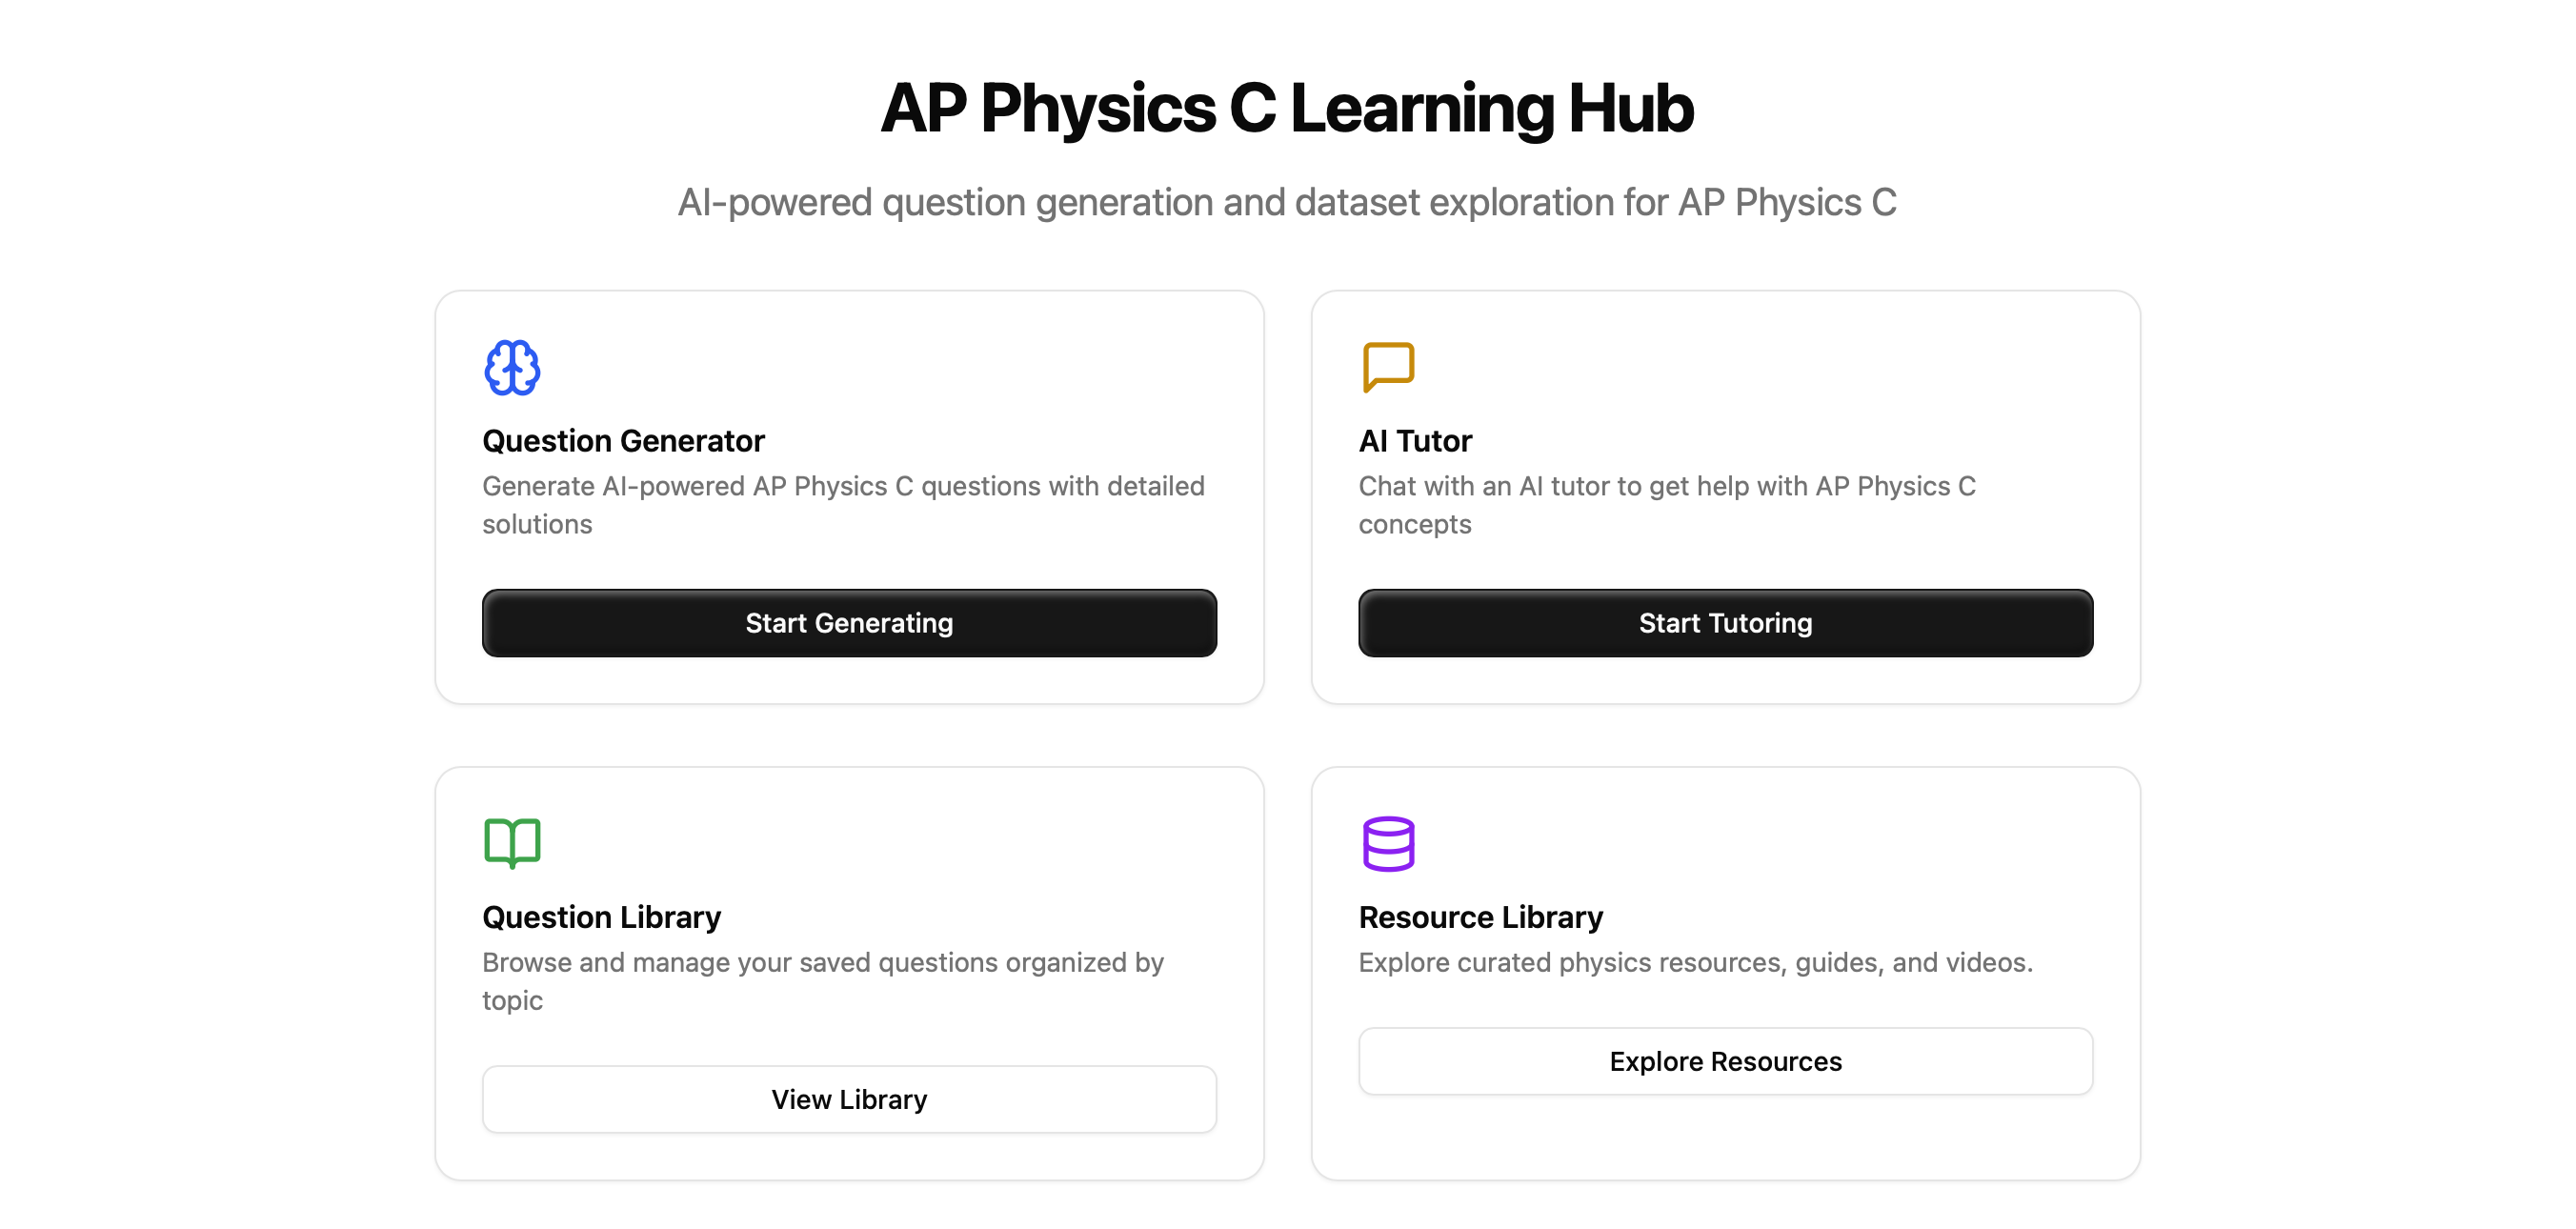 AP Physics C Learning Hub
AI-powered question generation and dataset exploration for AP Physics C
Question Generator
Generate AI-powered AP Physics C questions with detailed
solutions
Start Generating
AI Tutor
Chat with an AI tutor to get help with AP Physics C
concepts
Start Tutoring
Question Library
Browse and manage your saved questions organized by
topic
View Library
Resource Library
Explore curated physics resources, guides, and videos.
Explore Resources